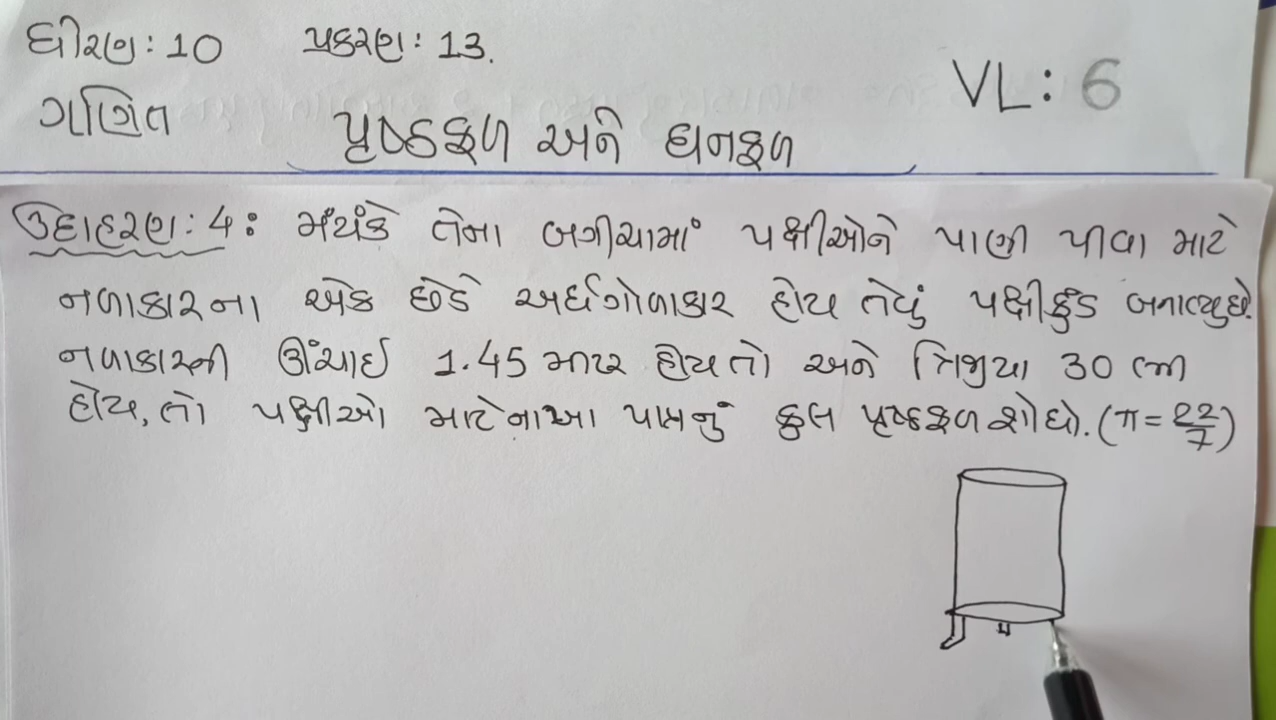 ધોરણ: 10 પ્રકરણ: 13.
VL: 6
ગણિત
પૃષ્ઠફળ અને ઘનફળ
ઉદાહરણ: 4: મયંકે તેના બગીચામાં પક્ષીઓને પાણી પીવા માટે
નળાકારના એક છેડે અર્ધગોળાકાર હોય તેવું પક્ષીકુંડ બનાવ્યુ છે.
નળાકારની ઊંચાઈ 1.45 મીટર હોય તો અને ત્રિજ્યા 30 સેમી
હોય, તો પક્ષીઓ માટેના આ પાત્રનું કુલ પૃષ્ઠફળ શોધો. (π = 22/7)